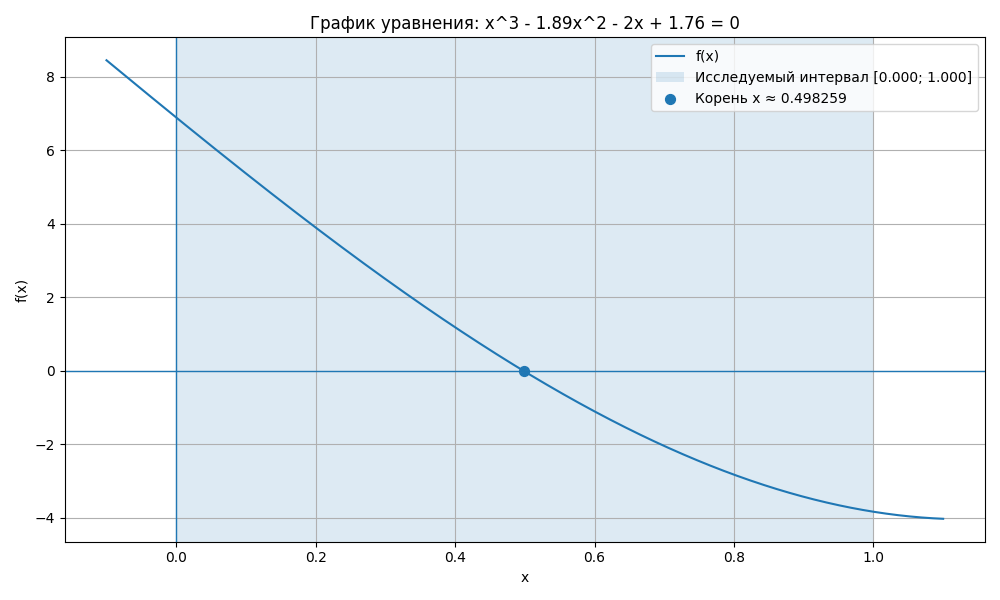 График уравнения: x^3 - 1.89x^2 - 2x + 1.76 = 0
f(x)
Исследуемый интервал [0.000; 1.000]
Корень x ≈ 0.498259
f(x)
8
6
4
2
0
−2
−4
0.0 0.2 0.4 0.6 0.8 1.0
x